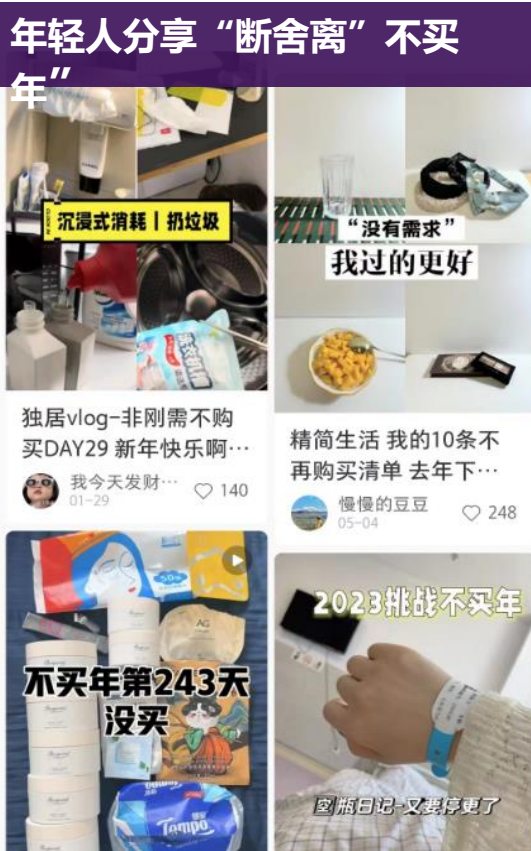 年轻人分享“断舍离”不买
年”
沉浸式消耗 | 扔垃圾
“没有需求”
我过的更好
独居vlog-非刚需不购
买DAY29 新年快乐啊…
我今天发财…
01-29
140
精简生活 我的10条不
再购买清单 去年下…
慢慢的豆豆
05-04
248
50g
AG
不买年第243天
没买
Tempo
2023挑战不买年
空瓶日记-又要停更了